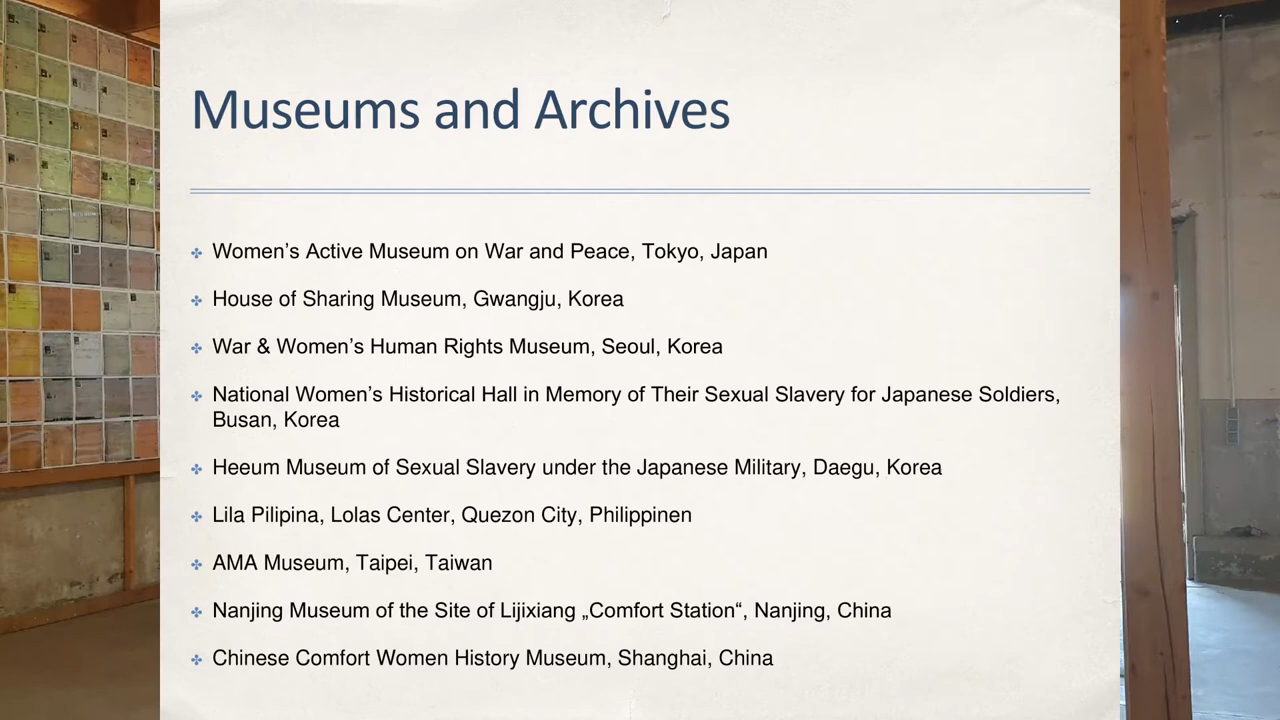 Museums and Archives
Women’s Active Museum on War and Peace, Tokyo, Japan
House of Sharing Museum, Gwangju, Korea
War & Women’s Human Rights Museum, Seoul, Korea
National Women’s Historical Hall in Memory of Their Sexual Slavery for Japanese Soldiers,
Busan, Korea
Heeum Museum of Sexual Slavery under the Japanese Military, Daegu, Korea
Lila Pilipina, Lolas Center, Quezon City, Philippinen
AMA Museum, Taipei, Taiwan
Nanjing Museum of the Site of Lijixiang „Comfort Station“, Nanjing, China
Chinese Comfort Women History Museum, Shanghai, China